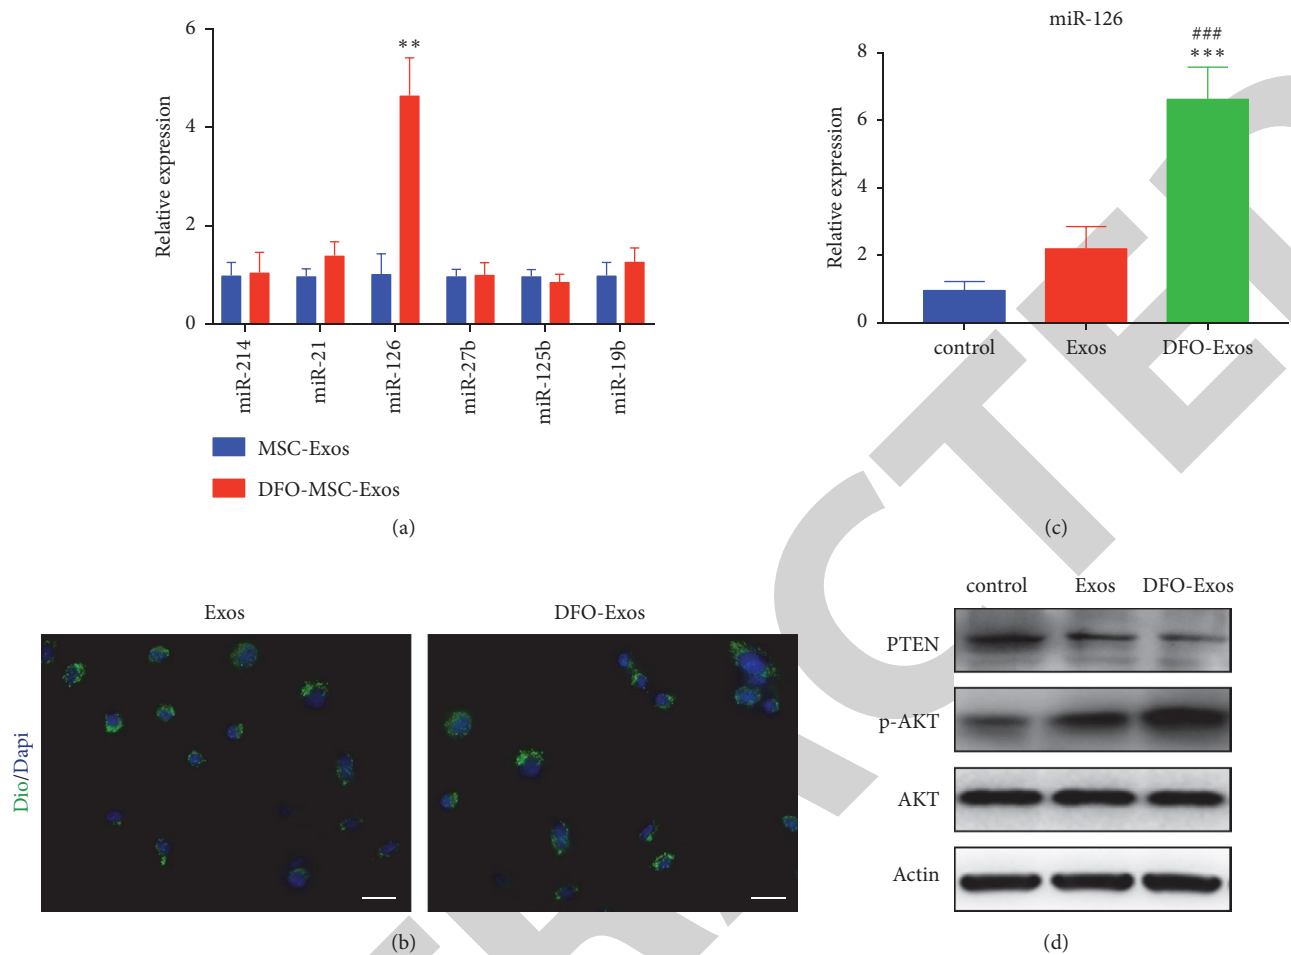 6
4
2
0
Relative expression
**
miR-214
miR-21
miR-126
miR-27b
miR-125b
miR-19b
MSC-Exos
DFO-MSC-Exos
(a)
miR-126
8
6
4
2
0
Relative expression
###
***
control
Exos
DFO-Exos
(c)
Exos
DFO-Exos
Dio/Dapi
(b)
control
Exos
DFO-Exos
PTEN
p-AKT
AKT
Actin
(d)